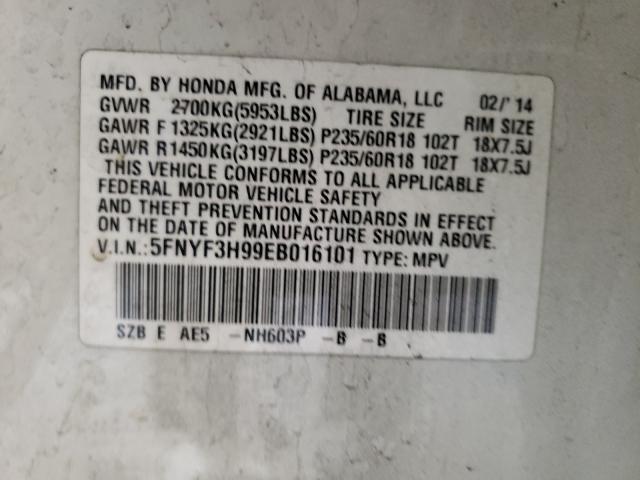 MFD. BY HONDA MFG. OF ALABAMA, LLC 02/'14
GVWR 2700KG(5953LBS) TIRE SIZE RIM SIZE
GAWR F 1325KG(2921LBS) P235/60R18 102T 18X7.5J
GAWR R1450KG(3197LBS) P235/60R18 102T 18X7.5J
THIS VEHICLE CONFORMS TO ALL APPLICABLE
FEDERAL MOTOR VEHICLE SAFETY
AND THEFT PREVENTION STANDARDS IN EFFECT
ON THE DATE OF MANUFACTURE SHOWN ABOVE.
V.I.N.:5FNYF3H99EB016101 TYPE: MPV
SZB E AE5 -NH603P -B -B